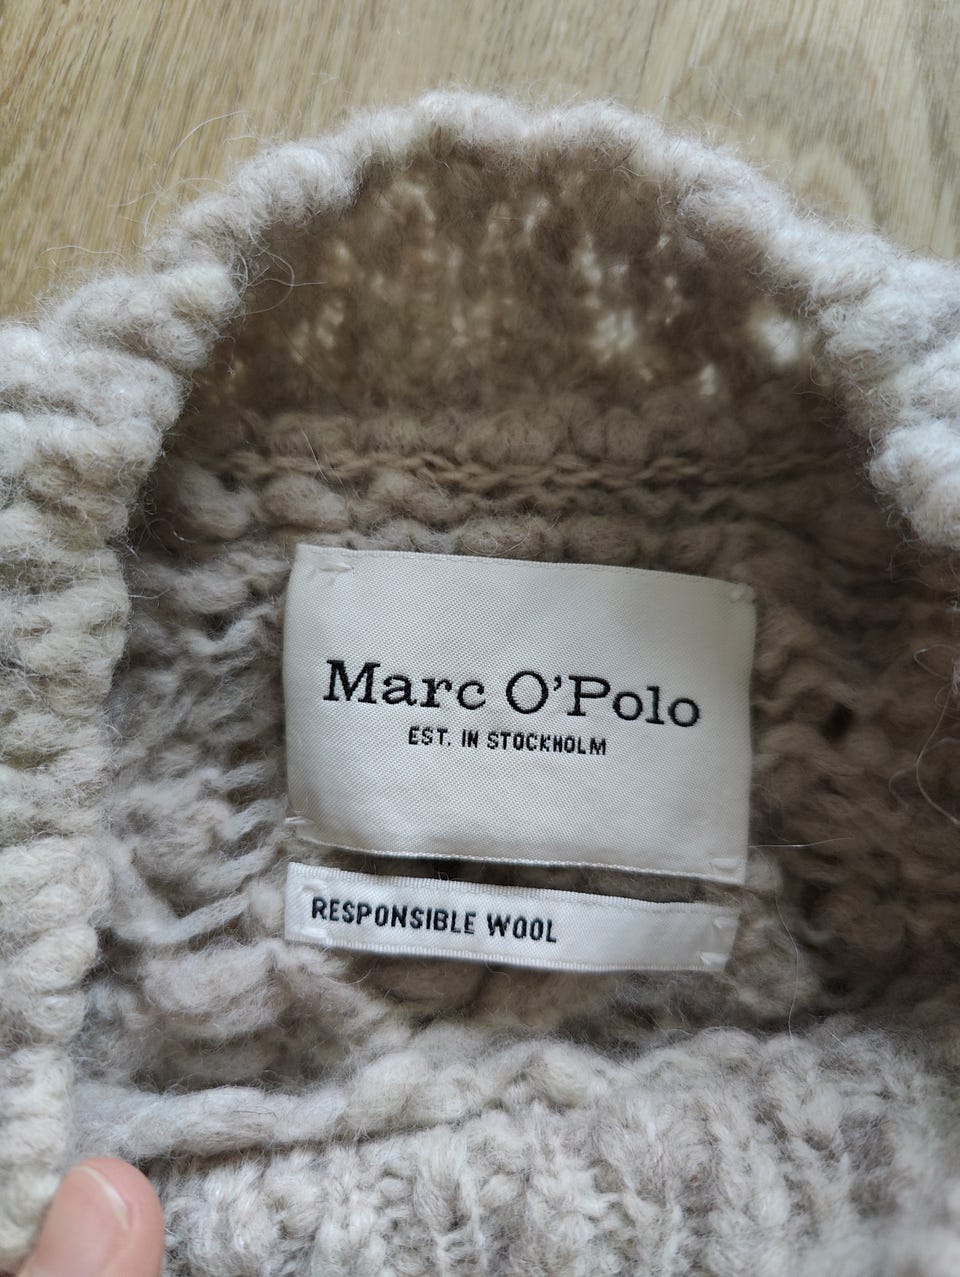 Marc O'Polo
EST. IN STOCKHOLM
RESPONSIBLE WOOL